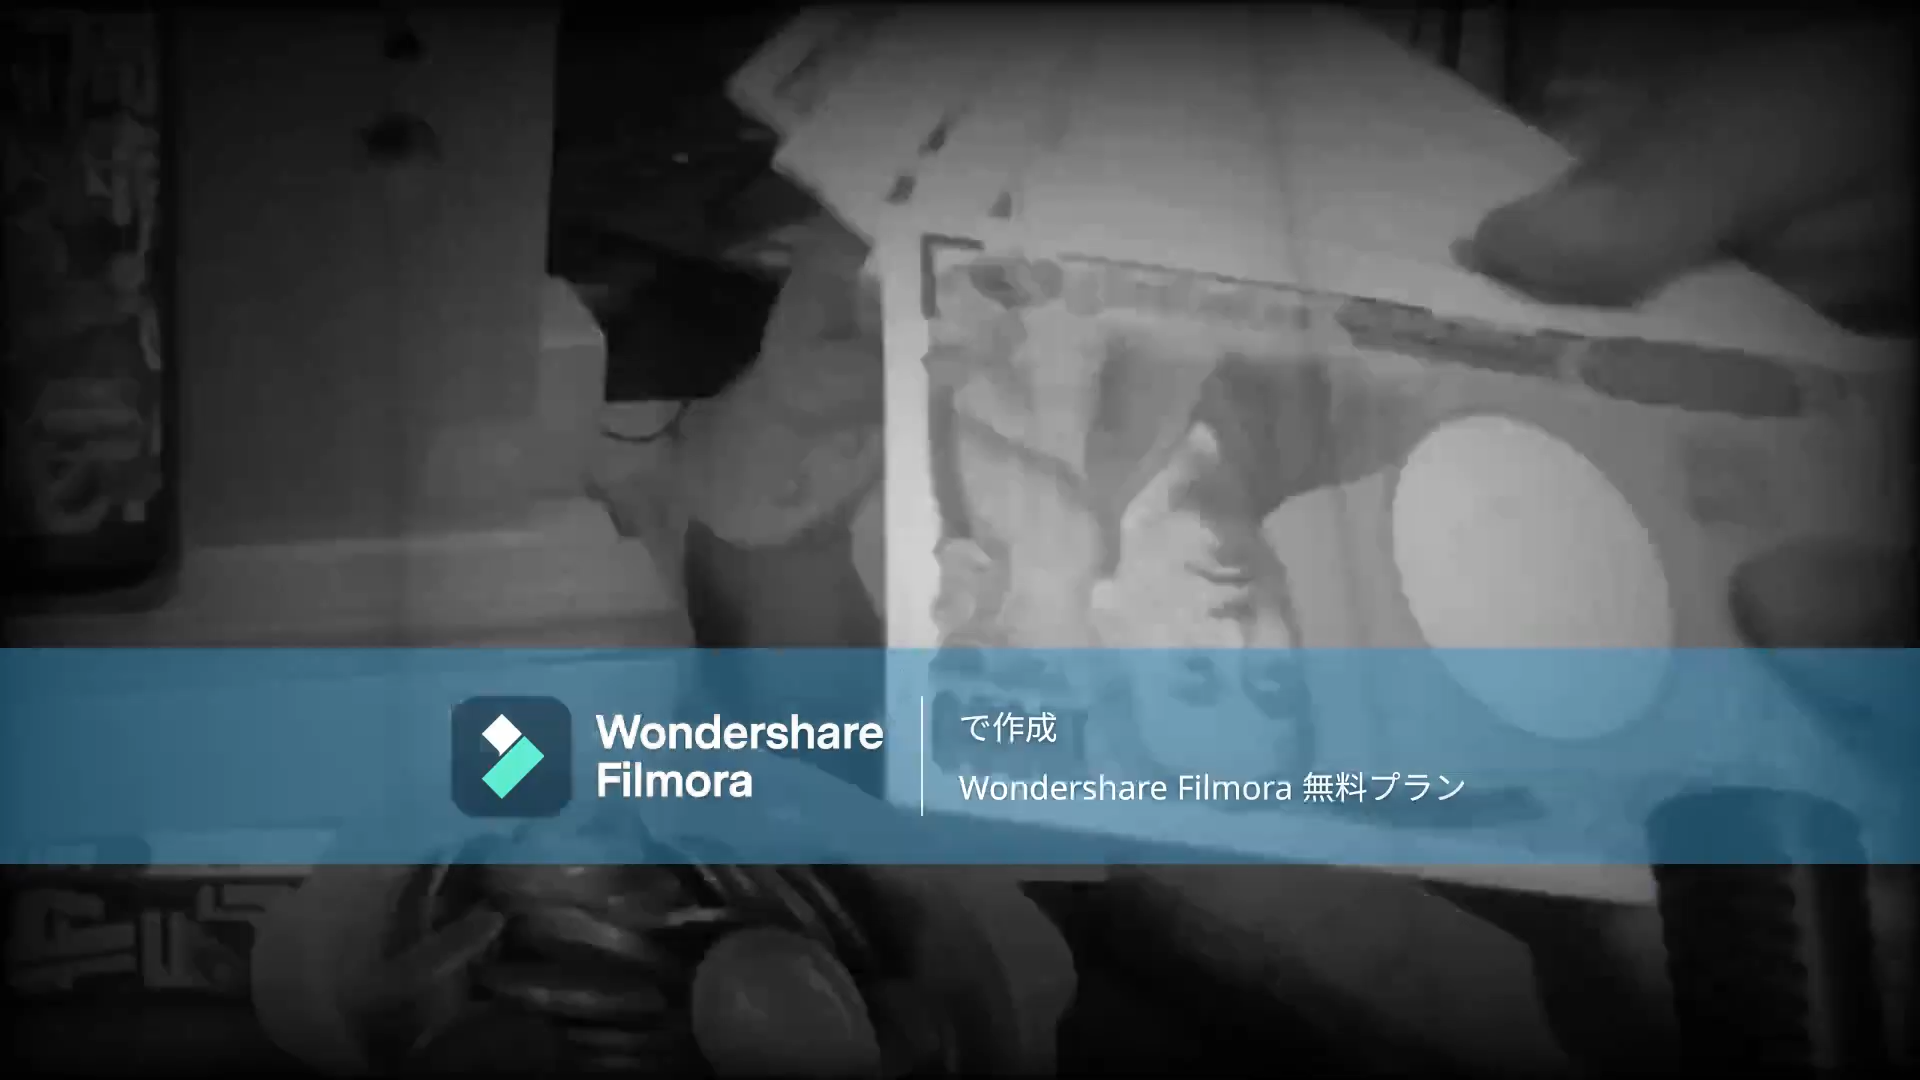 Wondershare
Filmora
で作成
Wondershare Filmora 無料プラン